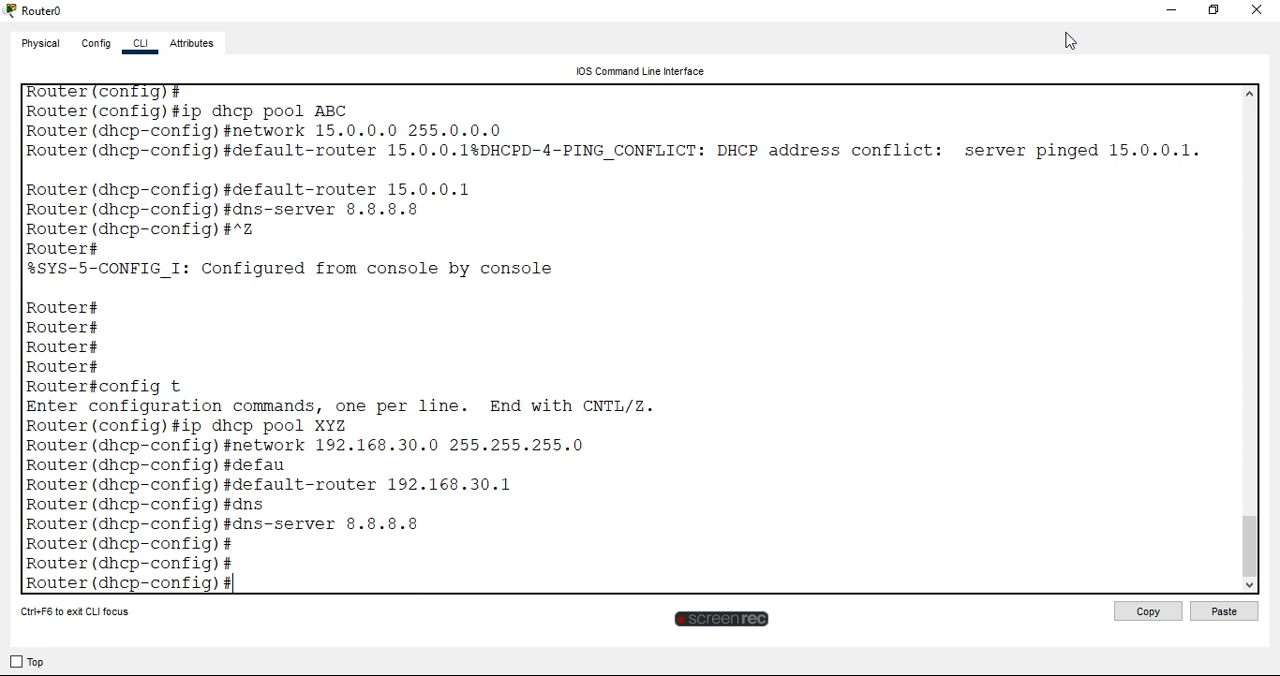 Router0
Physical Config CLI Attributes
IOS Command Line Interface
Router(config)#
Router(config)#ip dhcp pool ABC
Router(dhcp-config)#network 15.0.0.0 255.0.0.0
Router(dhcp-config)#default-router 15.0.0.1%DHCPD-4-PING_CONFLICT: DHCP address conflict:  server pinged 15.0.0.1.
Router(dhcp-config)#default-router 15.0.0.1
Router(dhcp-config)#dns-server 8.8.8.8
Router(dhcp-config)#^Z
Router#
%SYS-5-CONFIG_I: Configured from console by console
Router#
Router#
Router#
Router#
Router#config t
Enter configuration commands, one per line.  End with CNTL/Z.
Router(config)#ip dhcp pool XYZ
Router(dhcp-config)#network 192.168.30.0 255.255.255.0
Router(dhcp-config)#defau
Router(dhcp-config)#default-router 192.168.30.1
Router(dhcp-config)#dns
Router(dhcp-config)#dns-server 8.8.8.8
Router(dhcp-config)#
Router(dhcp-config)#
Router(dhcp-config)#
Ctrl+F6 to exit CLI focus
Copy Paste
screenrec
Top